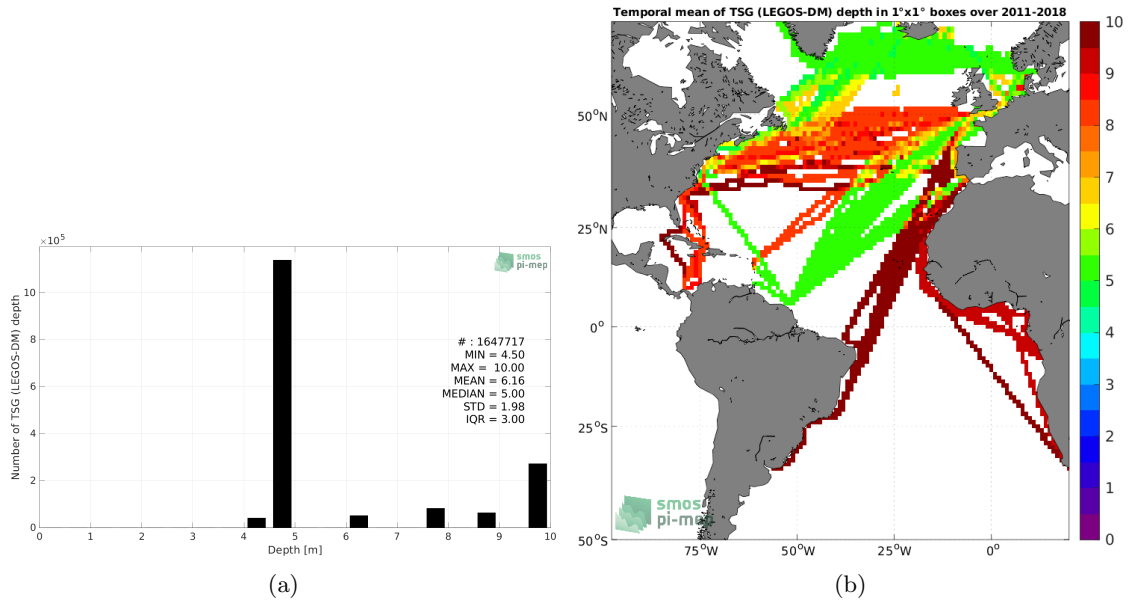 ×10⁵
10
8
6
4
2
0
Number of TSG (LEGOS-DM) depth
smos
pi-mep
# : 1647717
MIN = 4.50
MAX = 10.00
MEAN = 6.16
MEDIAN = 5.00
STD = 1.98
IQR = 3.00
0 1 2 3 4 5 6 7 8 9 10
Depth [m]
(a)
Temporal mean of TSG (LEGOS-DM) depth in 1°x1° boxes over 2011-2018
50°N
25°N
0°
25°S
50°S
smos
pi-mep
75°W 50°W 25°W 0°
10
9
8
7
6
5
4
3
2
1
0
(b)